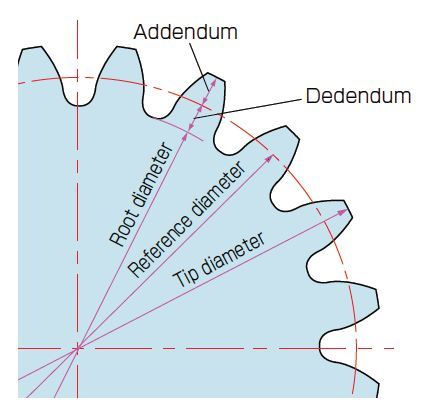 Addendum
Dedendum
Root diameter
Reference diameter
Tip diameter